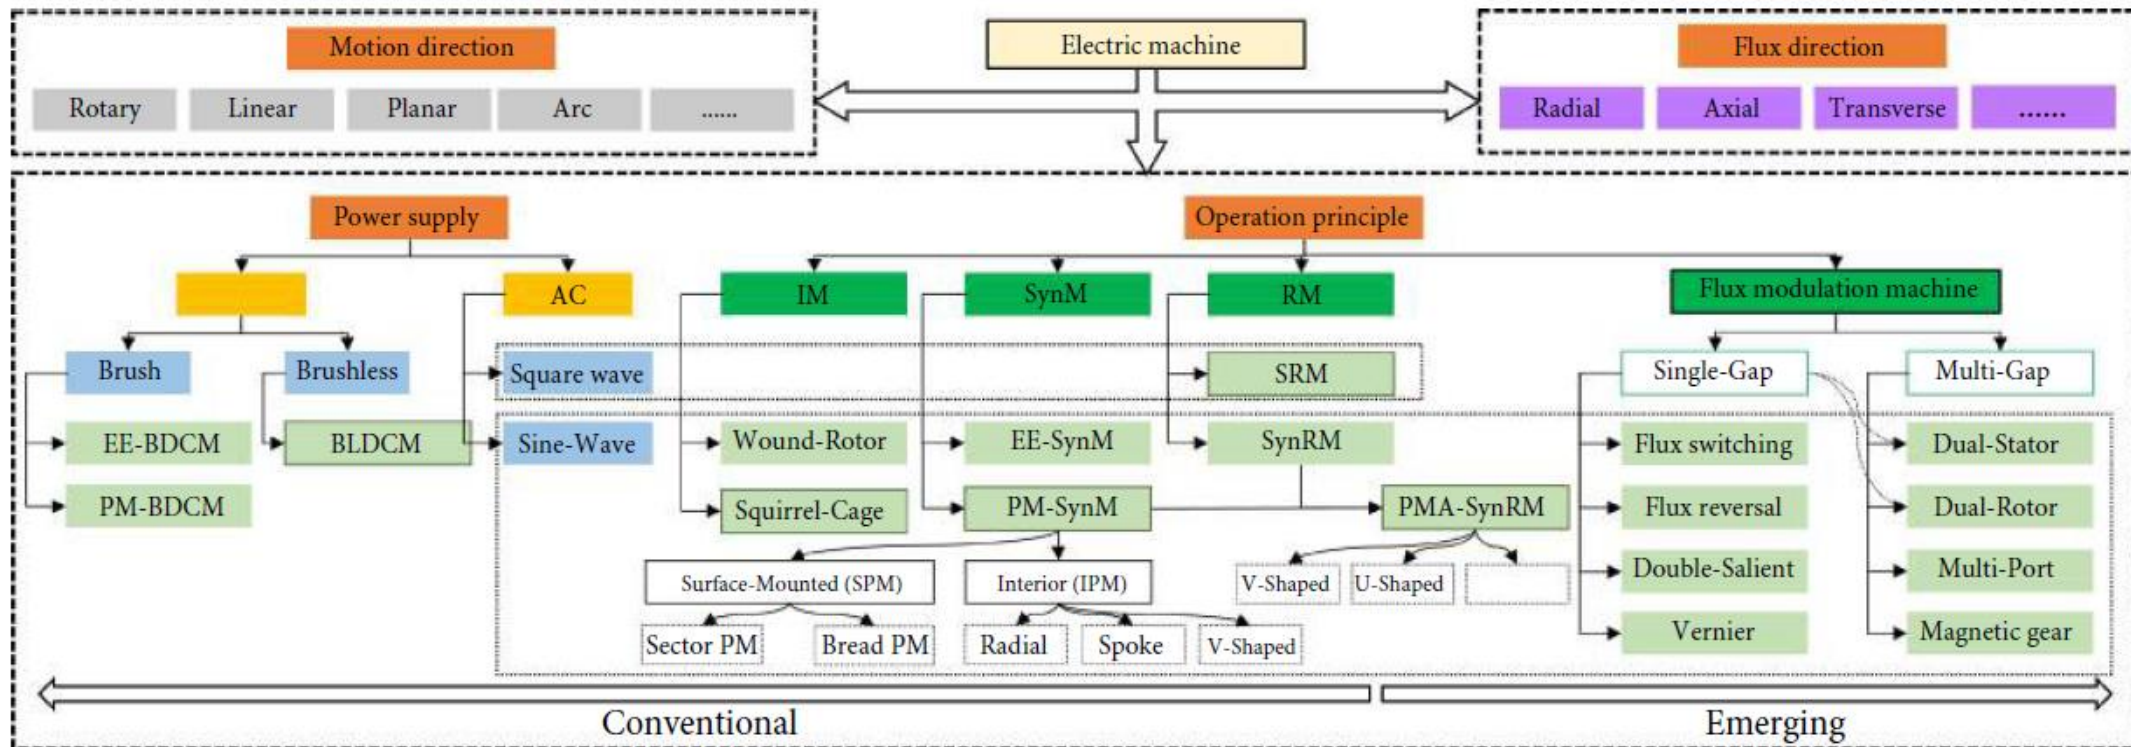 Motion direction
Rotary
Linear
Planar
Arc
......
Electric machine
Flux direction
Radial
Axial
Transverse
......
Power supply
AC
Brush
Brushless
EE-BDCM
BLDCM
PM-BDCM
Square wave
Sine-Wave
Operation principle
IM
SynM
RM
Flux modulation machine
SRM
Wound-Rotor
EE-SynM
SynRM
Squirrel-Cage
PM-SynM
PMA-SynRM
Surface-Mounted (SPM)
Interior (IPM)
V-Shaped
U-Shaped
Sector PM
Bread PM
Radial
Spoke
V-Shaped
Single-Gap
Multi-Gap
Flux switching
Dual-Stator
Flux reversal
Dual-Rotor
Double-Salient
Multi-Port
Vernier
Magnetic gear
Conventional
Emerging